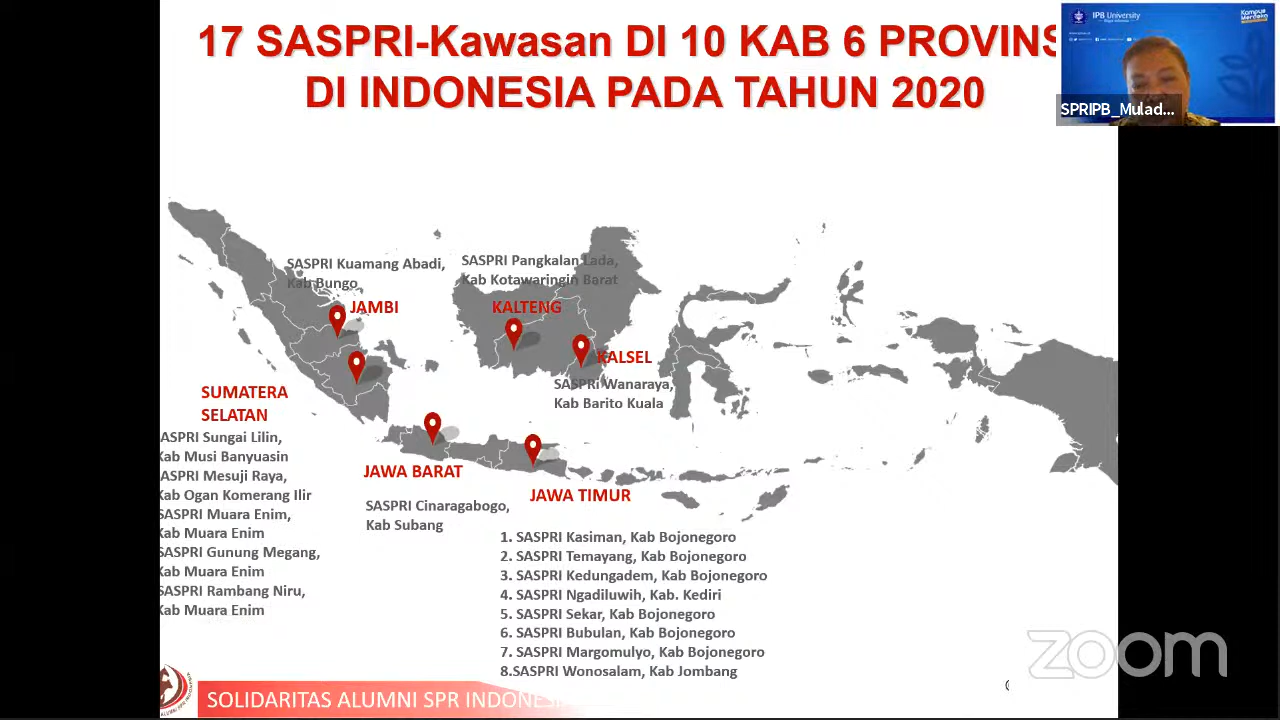 17 SASPRI-Kawasan DI 10 KAB 6 PROVINS
DI INDONESIA PADA TAHUN 2020
IPB University
Kampus
Merdeka
SPRIPB_Mulad...
SASPRI Kuamang Abadi,
Kab Bungo
JAMBI
SASPRI Pangkalan Lada,
Kab Kotawaringin Barat
KALTENG
KALSEL
SASPRi Wanaraya,
Kab Barito Kuala
SUMATERA
SELATAN
ASPRI Sungai Lilin,
Kab Musi Banyuasin
ASPRI Mesuji Raya,
Kab Ogan Komerang Ilir
SASPRI Muara Enim,
Kab Muara Enim
SASPRI Gunung Megang,
Kab Muara Enim
SASPRI Rambang Niru,
Kab Muara Enim
JAWA BARAT
SASPRI Cinaragabogo,
Kab Subang
JAWA TIMUR
1. SASPRI Kasiman, Kab Bojonegoro
2. SASPRI Temayang, Kab Bojonegoro
3. SASPRI Kedungadem, Kab Bojonegoro
4. SASPRI Ngadiluwih, Kab. Kediri
5. SASPRI Sekar, Kab Bojonegoro
6. SASPRI Bubulan, Kab Bojonegoro
7. SASPRI Margomulyo, Kab Bojonegoro
8.SASPRI Wonosalam, Kab Jombang
SOLIDARITAS ALUMNI SPR INDONESIA
zoom